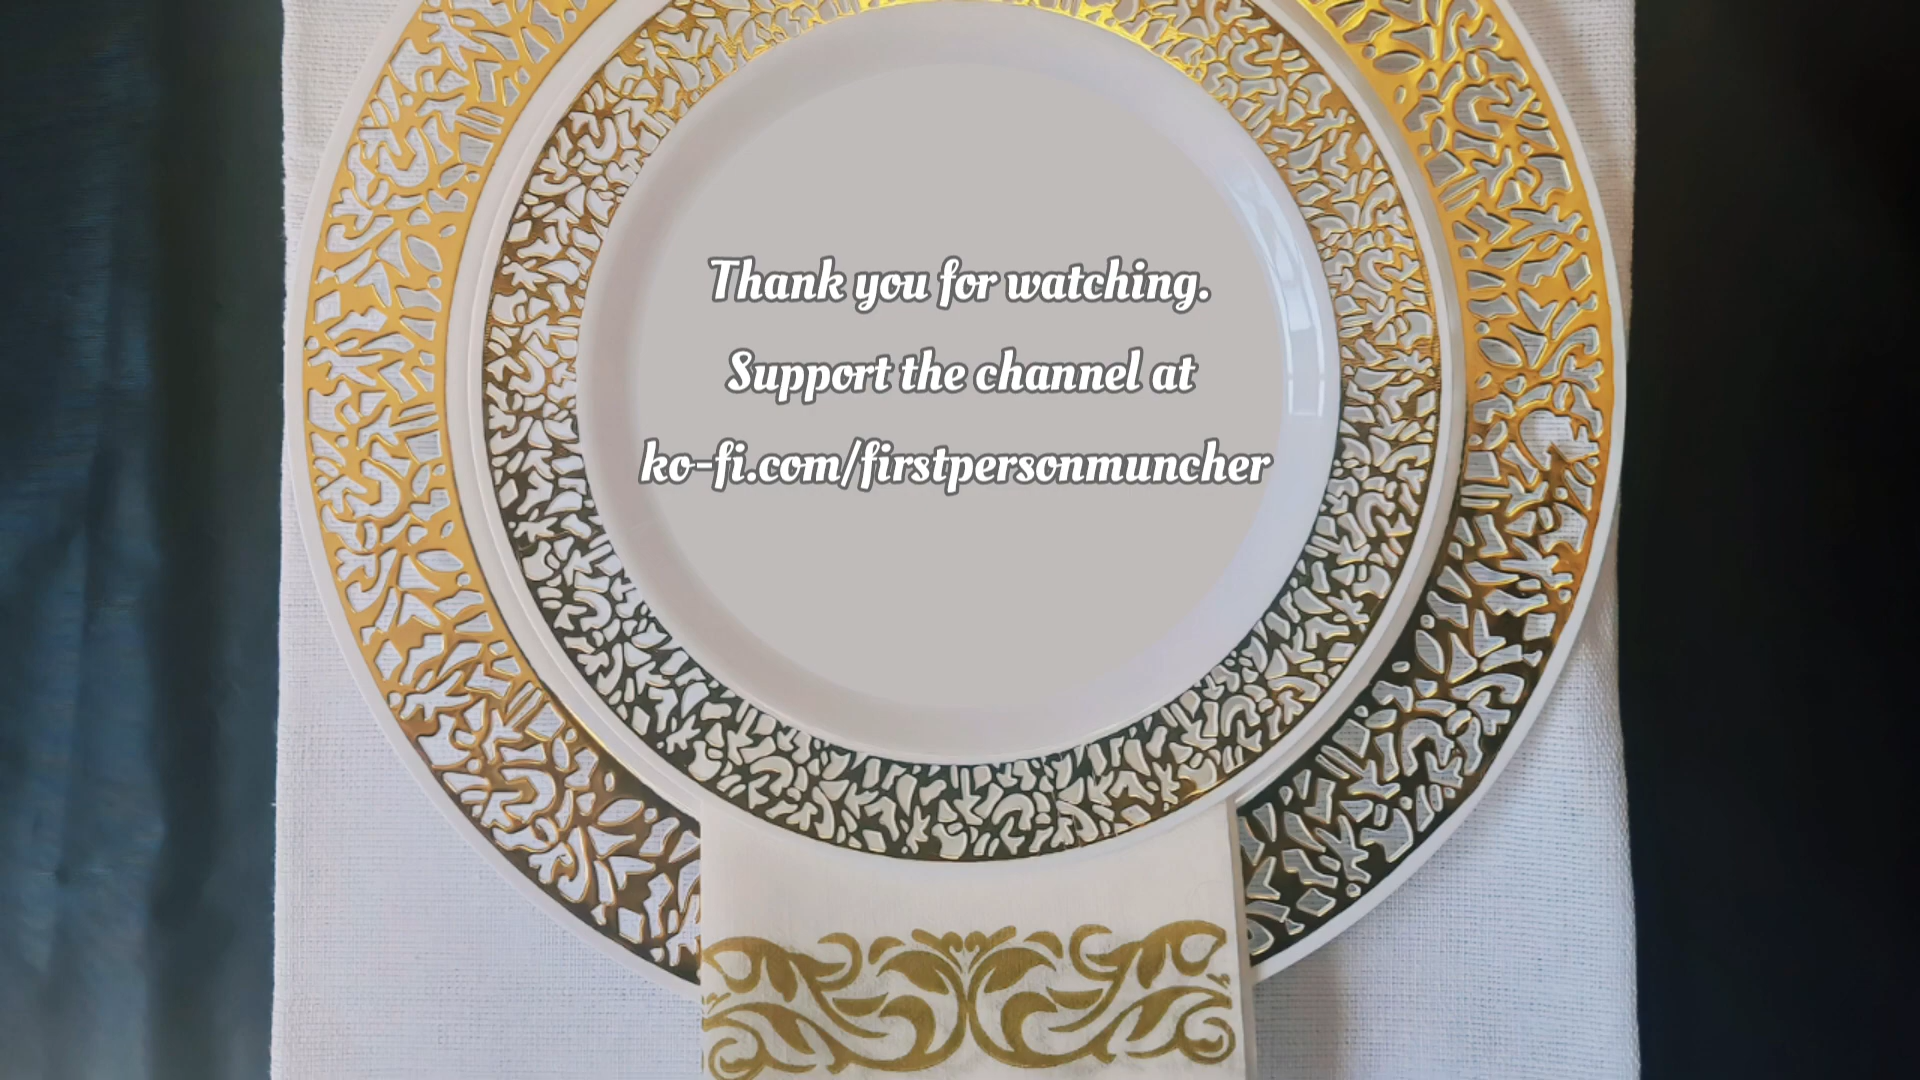 Thank you for watching.
Support the channel at
ko-fi.com/firstpersonmuncher